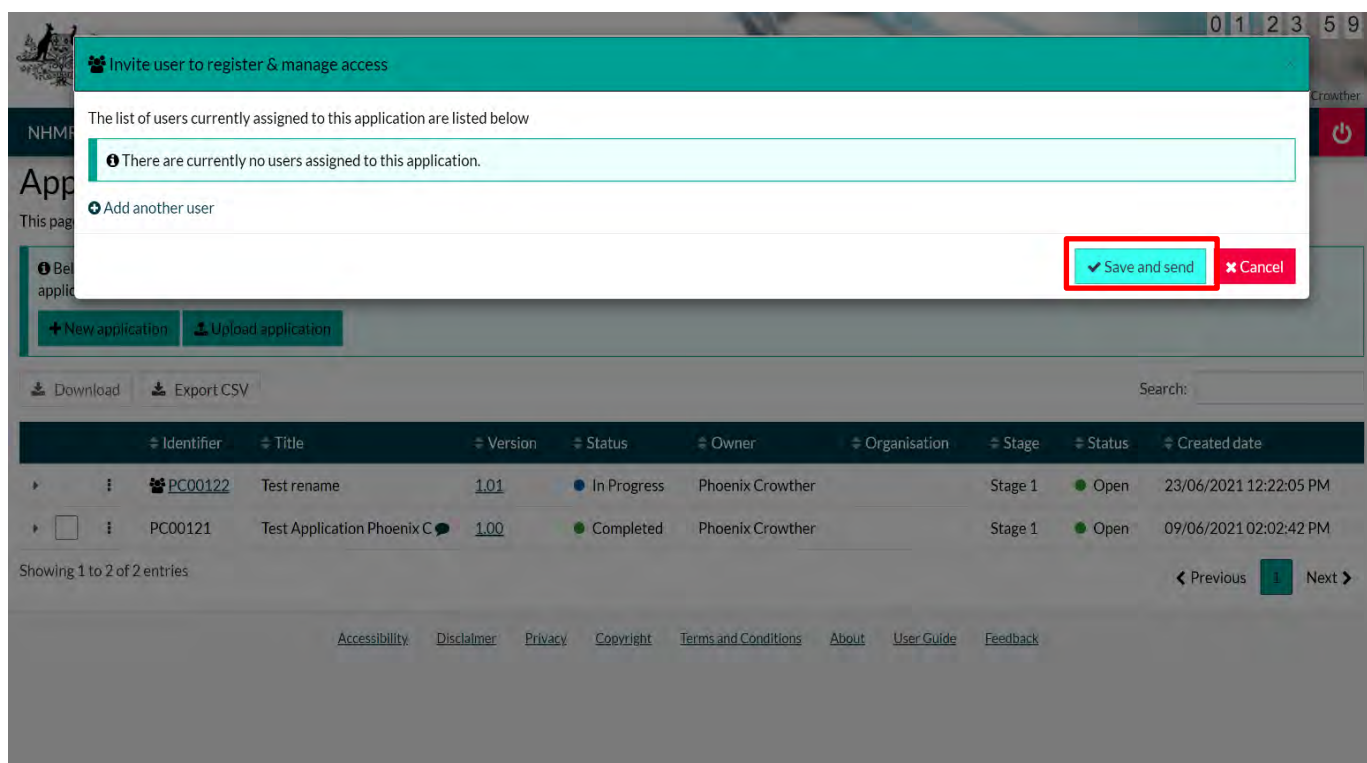 0 1 2 3 5 9
Invite user to register & manage access
Crowther
The list of users currently assigned to this application are listed below
NHMR
There are currently no users assigned to this application.
App
Add another user
This pag
Save and send Cancel
Bel
applic
New application Upload application
Download Export CSV Search:
Identifier Title Version Status Owner Organisation Stage Status Created date
PC00122 Test rename 1.01 In Progress Phoenix Crowther Stage 1 Open 23/06/2021 12:22:05 PM
PC00121 Test Application Phoenix C 1.00 Completed Phoenix Crowther Stage 1 Open 09/06/2021 02:02:42 PM
Showing 1 to 2 of 2 entries Previous 1 Next
Accessibility Disclaimer Privacy Copyright Terms and Conditions About User Guide Feedback